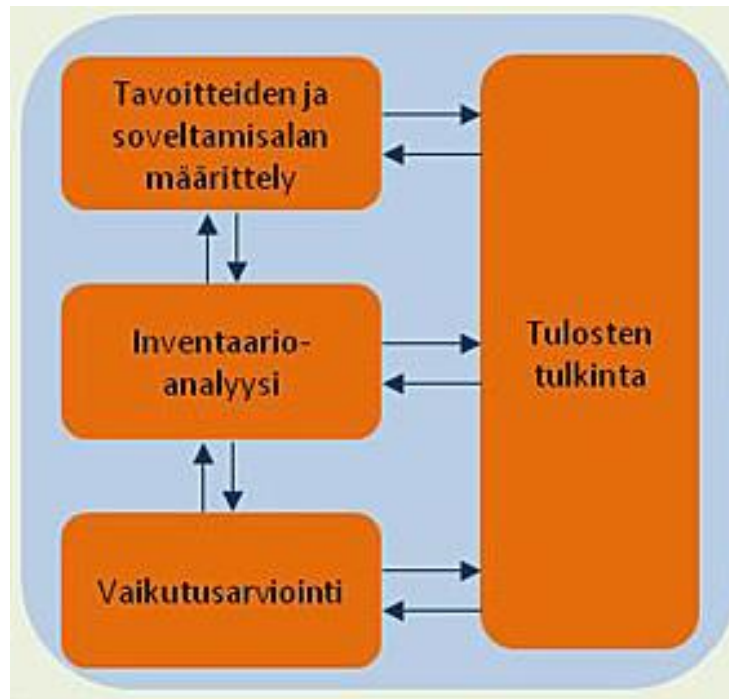 Tavoitteiden ja
soveltamisalan
määrittely
Inventaario-
analyysi
Vaikutusarviointi
Tulosten
tulkinta